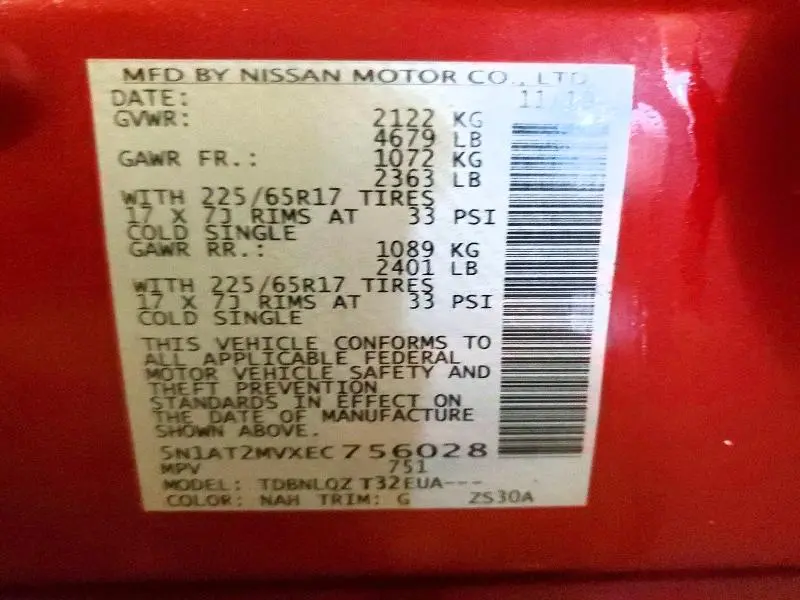 MFD BY NISSAN MOTOR CO., LTD
DATE: 11/13
GVWR: 2122 KG
4679 LB
GAWR FR.: 1072 KG
2363 LB
WITH 225/65R17 TIRES
17 X 7J RIMS AT 33 PSI
COLD SINGLE
GAWR RR.: 1089 KG
2401 LB
WITH 225/65R17 TIRES
17 X 7J RIMS AT 33 PSI
COLD SINGLE
THIS VEHICLE CONFORMS TO
ALL APPLICABLE FEDERAL
MOTOR VEHICLE SAFETY AND
THEFT PREVENTION
STANDARDS IN EFFECT ON
THE DATE OF MANUFACTURE
SHOWN ABOVE.
5N1AT2MVXEC756028
MPV 751
MODEL: TDBNLQZ T32EUA---
COLOR: NAH TRIM: G ZS30A